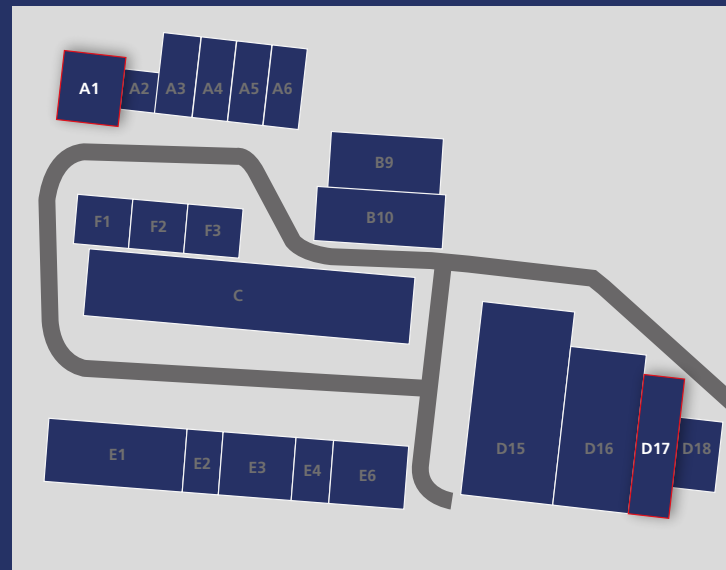 A1 A2 A3 A4 A5 A6
B9
B10
F1 F2 F3
C
E1 E2 E3 E4 E6
D15 D16 D17 D18